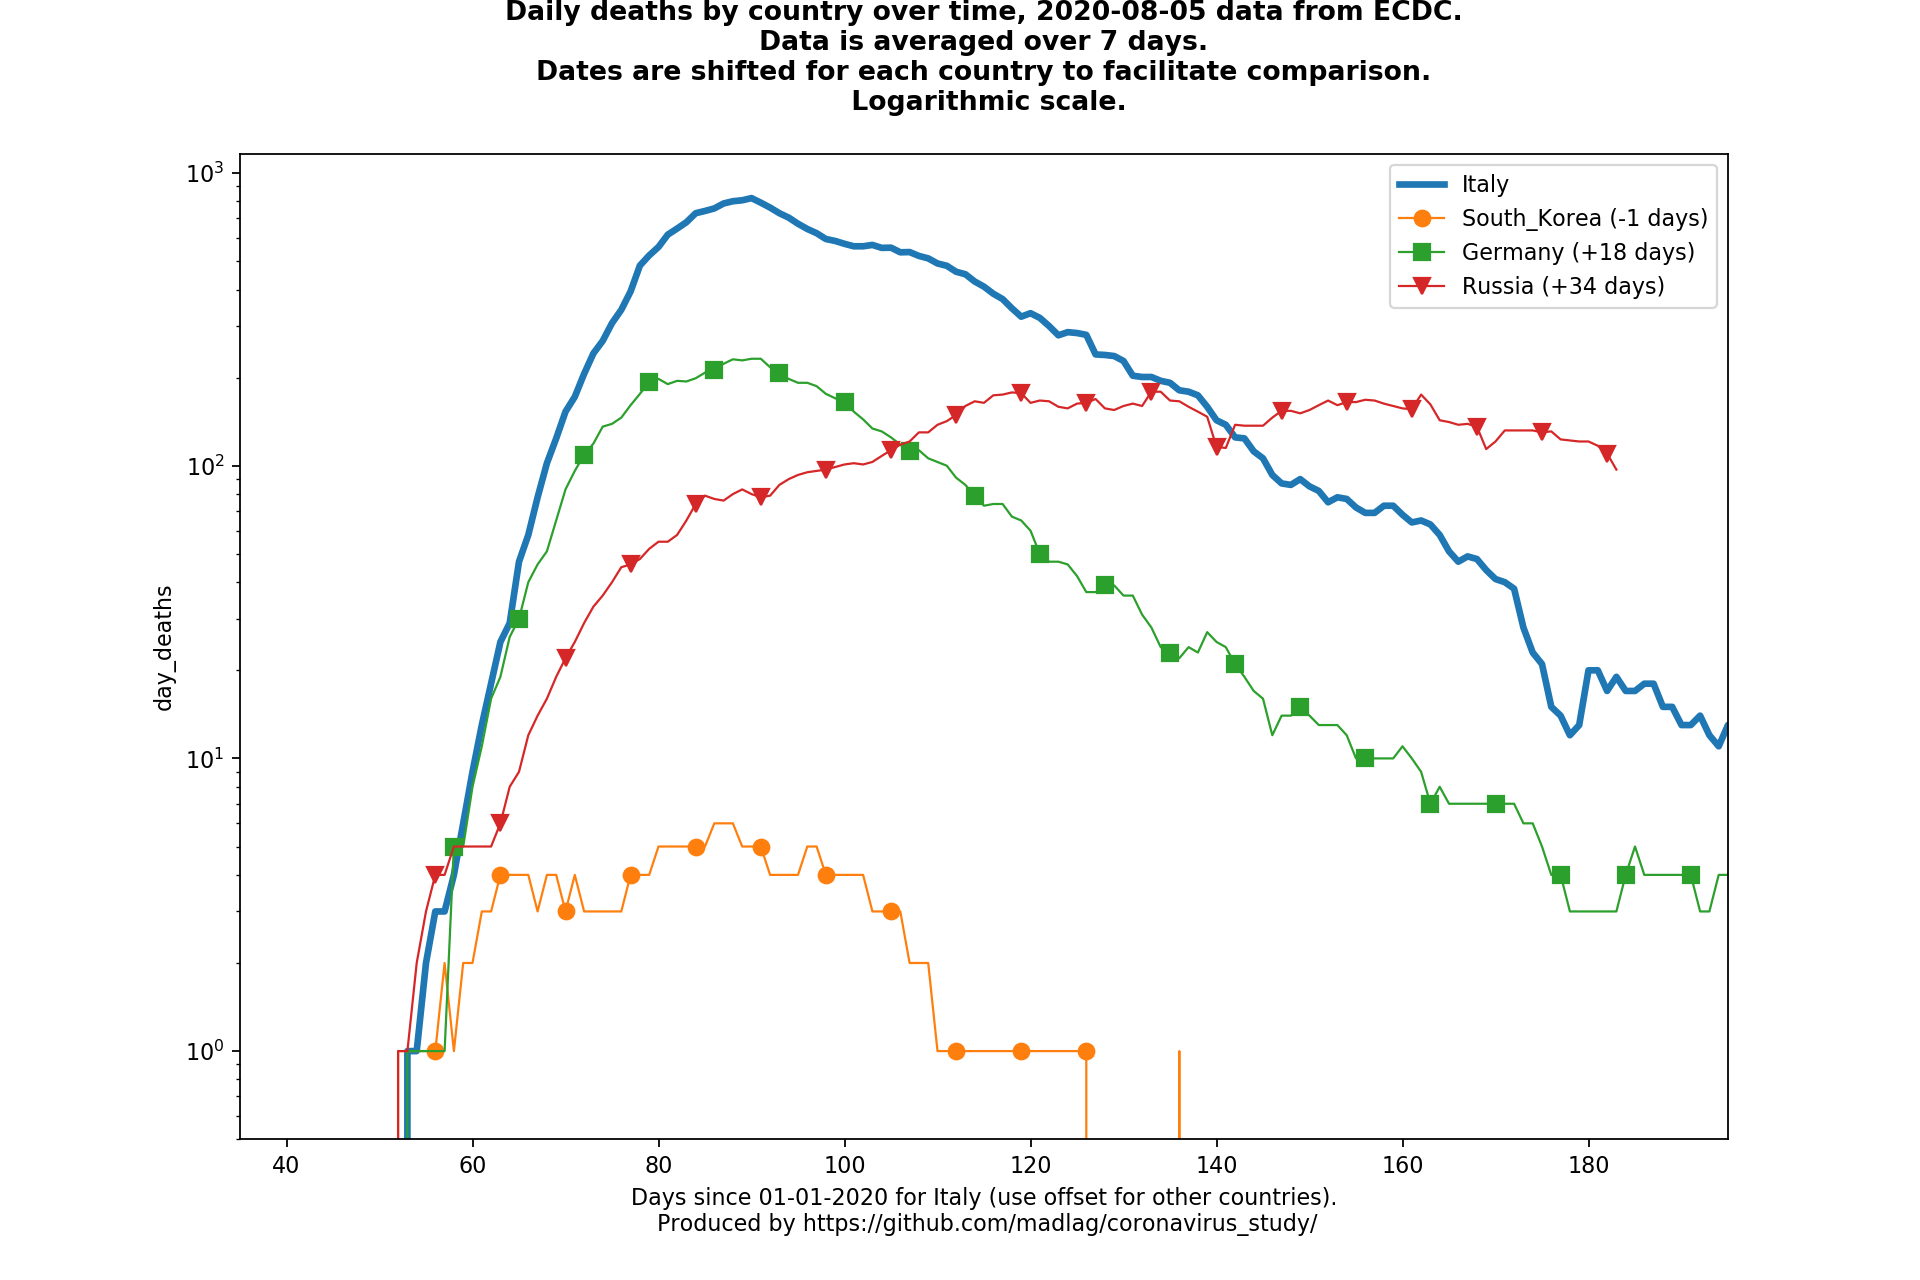 Daily deaths by country over time, 2020-08-05 data from ECDC.
Data is averaged over 7 days.
Dates are shifted for each country to facilitate comparison.
Logarithmic scale.
10³
Italy
South_Korea (-1 days)
Germany (+18 days)
Russia (+34 days)
10²
day_deaths
10¹
10⁰
40 60 80 100 120 140 160 180
Days since 01-01-2020 for Italy (use offset for other countries).
Produced by https://github.com/madlag/coronavirus_study/